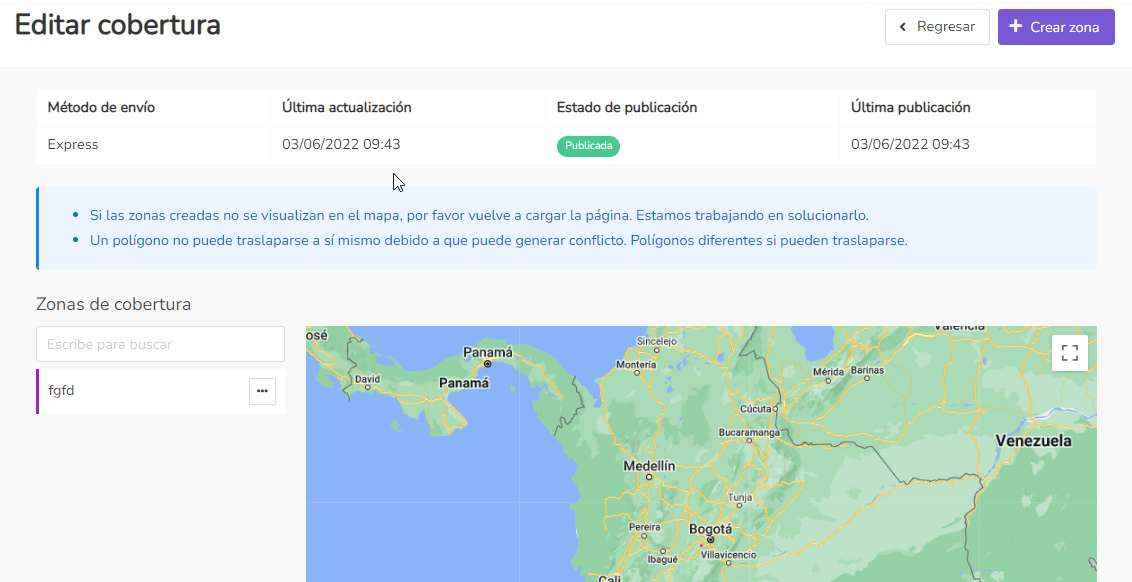 Editar cobertura
Regresar
Crear zona
Método de envío
Última actualización
Estado de publicación
Última publicación
Express
03/06/2022 09:43
Publicada
03/06/2022 09:43
Si las zonas creadas no se visualizan en el mapa, por favor vuelve a cargar la página. Estamos trabajando en solucionarlo.
Un polígono no puede traslaparse a sí mismo debido a que puede generar conflicto. Polígonos diferentes si pueden traslaparse.
Zonas de cobertura
Escribe para buscar
fgfd
osé
Valencia
Sincelejo
Panamá
Montería
David
Panamá
Mérida
Barinas
Cúcuta
Bucaramanga
Venezuela
Medellín
Tunja
Pereira
Bogotá
Ibagué
Villavicencio
Cali